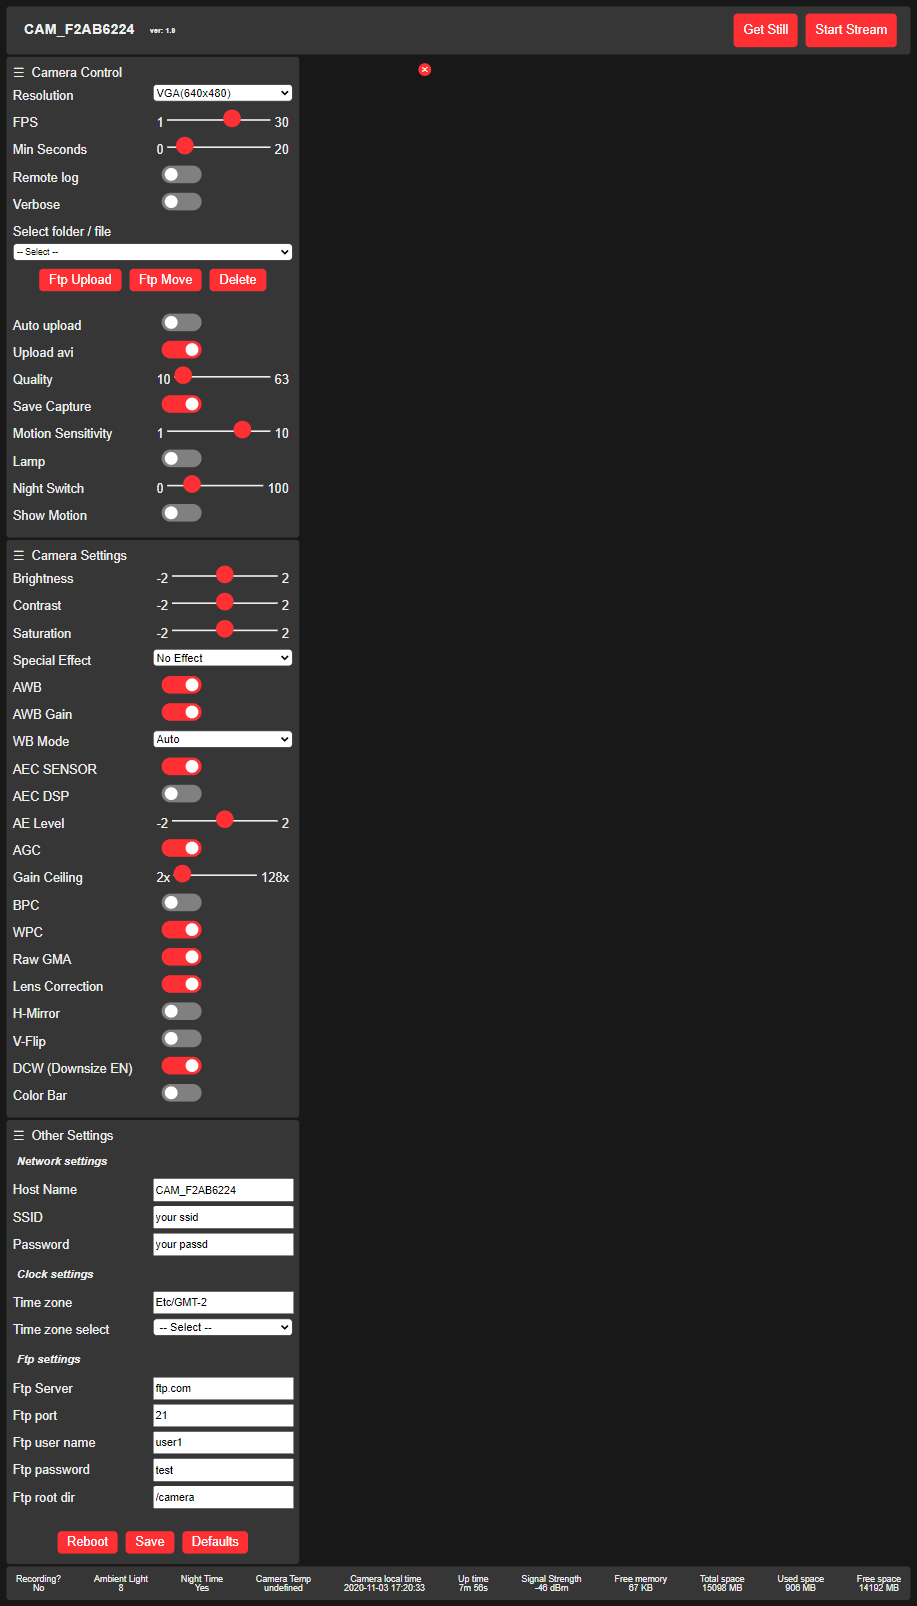 CAM_F2AB6224 ver: 1.9 Get Still Start Stream
☰ Camera Control
Resolution VGA(640x480)
FPS 1 30
Min Seconds 0 20
Remote log
Verbose
Select folder / file
-- Select --
Ftp Upload Ftp Move Delete
Auto upload
Upload avi
Quality 10 63
Save Capture
Motion Sensitivity 1 10
Lamp
Night Switch 0 100
Show Motion
☰ Camera Settings
Brightness -2 2
Contrast -2 2
Saturation -2 2
Special Effect No Effect
AWB
AWB Gain
WB Mode Auto
AEC SENSOR
AEC DSP
AE Level -2 2
AGC
Gain Ceiling 2x 128x
BPC
WPC
Raw GMA
Lens Correction
H-Mirror
V-Flip
DCW (Downsize EN)
Color Bar
☰ Other Settings
Network settings
Host Name CAM_F2AB6224
SSID your ssid
Password your passd
Clock settings
Time zone Etc/GMT-2
Time zone select -- Select --
Ftp settings
Ftp Server ftp.com
Ftp port 21
Ftp user name user1
Ftp password test
Ftp root dir /camera
Reboot Save Defaults
Recording? Ambient Light Night Time Camera Temp Camera local time Up time Signal Strength Free memory Total space Used space Free space
No 8 Yes undefined 2020-11-03 17:20:33 7m 56s -46 dBm 67 KB 15098 MB 906 MB 14192 MB